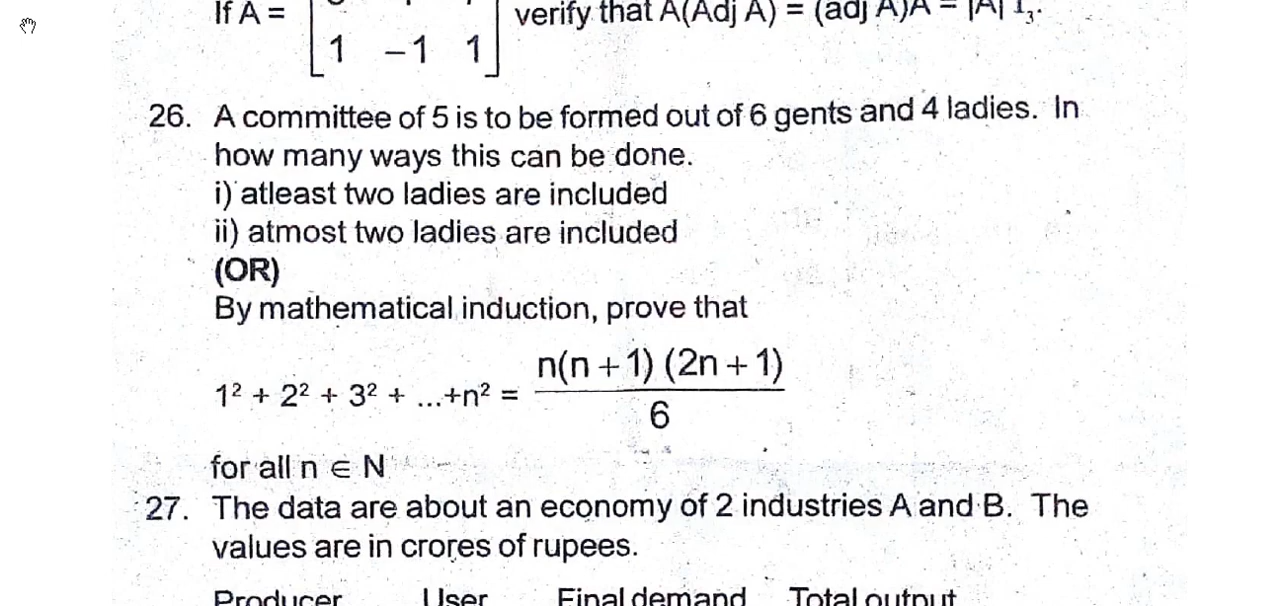 If A =
verify that A(Adj A) = (adj A)A = |A| I₃.
1 −1 1
26. A committee of 5 is to be formed out of 6 gents and 4 ladies. In
how many ways this can be done.
i) atleast two ladies are included
ii) atmost two ladies are included
(OR)
By mathematical induction, prove that
1² + 2² + 3² + ...+n² = n(n + 1) (2n + 1) / 6
for all n ∈ N
27. The data are about an economy of 2 industries A and B. The
values are in crores of rupees.
Producer User Final demand Total output